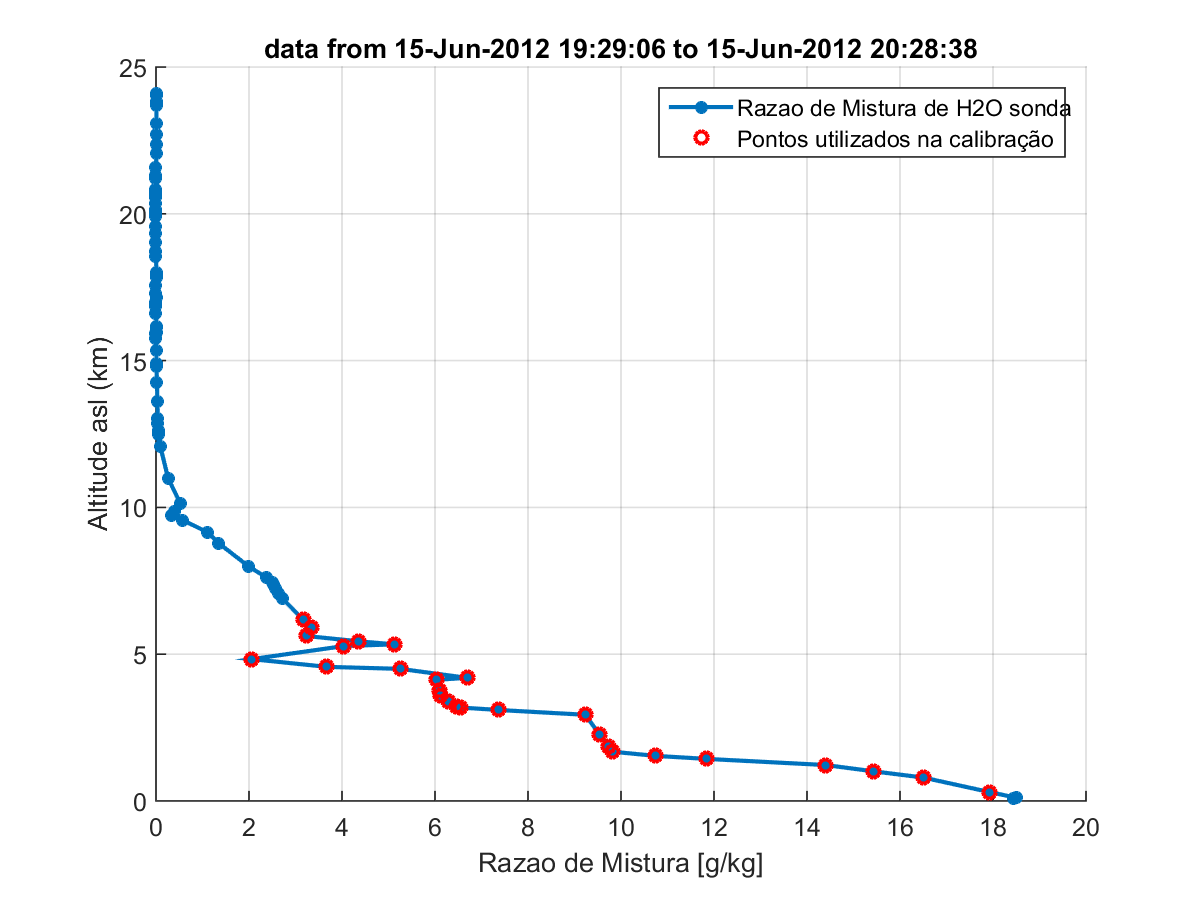 data from 15-Jun-2012 19:29:06 to 15-Jun-2012 20:28:38
Razao de Mistura de H2O sonda
Pontos utilizados na calibração
Altitude asl (km)
25
20
15
10
5
0
0 2 4 6 8 10 12 14 16 18 20
Razao de Mistura [g/kg]